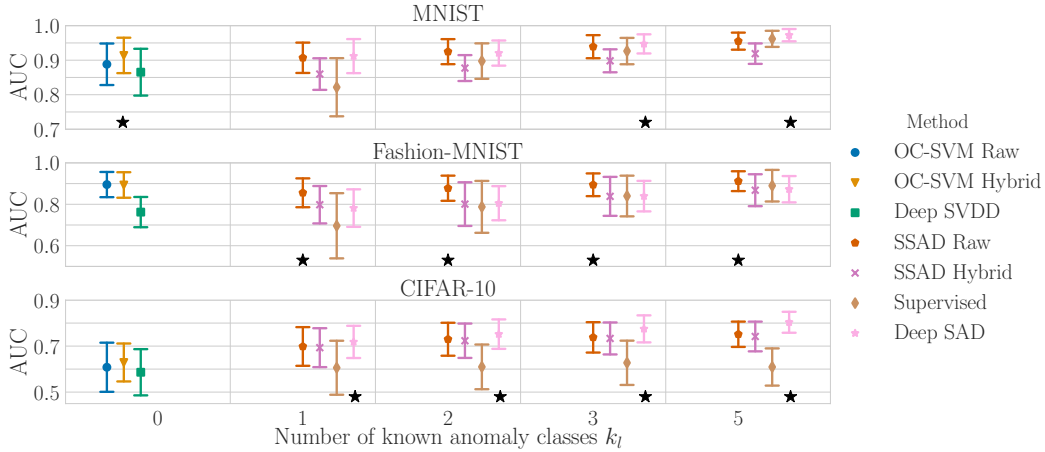 MNIST
1.0
0.9
0.8
0.7
AUC
Fashion-MNIST
1.0
0.8
0.6
AUC
CIFAR-10
0.9
0.7
0.5
AUC
0 1 2 3 5
Number of known anomaly classes k_l
Method
OC-SVM Raw
OC-SVM Hybrid
Deep SVDD
SSAD Raw
SSAD Hybrid
Supervised
Deep SAD